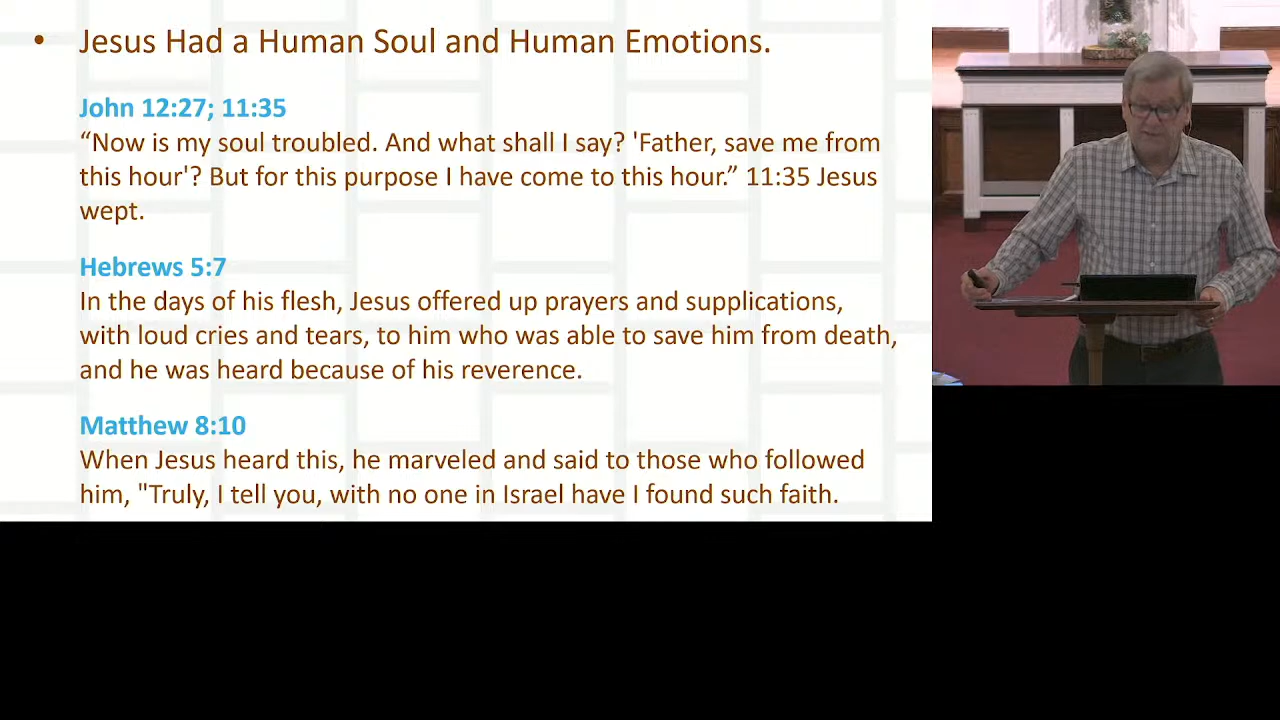 • Jesus Had a Human Soul and Human Emotions.
John 12:27; 11:35
“Now is my soul troubled. And what shall I say? 'Father, save me from
this hour'? But for this purpose I have come to this hour.” 11:35 Jesus
wept.
Hebrews 5:7
In the days of his flesh, Jesus offered up prayers and supplications,
with loud cries and tears, to him who was able to save him from death,
and he was heard because of his reverence.
Matthew 8:10
When Jesus heard this, he marveled and said to those who followed
him, "Truly, I tell you, with no one in Israel have I found such faith.